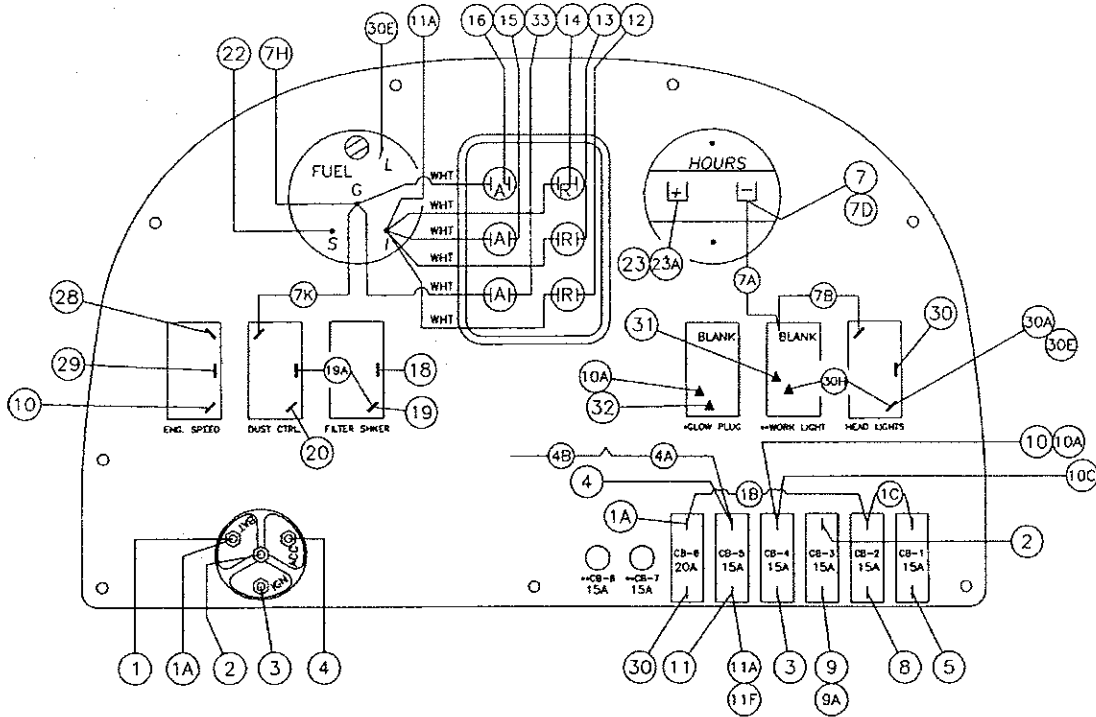 11A
30E
16 15 33 14 13 12
22 7H
FUEL
L
G
S
I
WHT
WHT
WHT
WHT
WHT
WHT
A R
A R
A R
HOURS
+ -
7
7D
23 23A
7A
7B
7K
28
29
10
18
19A
19
20
ENG. SPEED
DUST CTRL.
FILTER SHKER
31
10A
32
BLANK
BLANK
30H
30
30A
30E
*GLOW PLUG
**WORK LIGHT
HEAD LIGHTS
4B 4A
4
1A
1B
1C
10 10A
10C
2
BAT
ACC
IGN
1 1A 2 3 4
**CB-8
15A
**CB-7
15A
CB-6
20A
CB-5
15A
CB-4
15A
CB-3
15A
CB-2
15A
CB-1
15A
30 11 11A 3 9 8 5
11F 9A